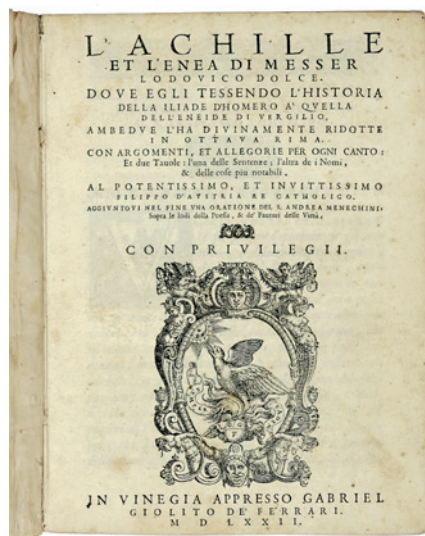 L'ACHILLE
ET L'ENEA DI MESSER
LODOVICO DOLCE.
DOVE EGLI TESSENDO L'HISTORIA
DELLA ILIADE D'HOMERO A' QVELLA
DELL'ENEIDE DI VERGILIO,
AMBEDVE L'HA DIVINAMENTE RIDOTTE
IN OTTAVA RIMA.
CON ARGOMENTI, ET ALLEGORIE PER OGNI CANTO:
Et due Tauole: l'una delle Sentenze; l'altra de i Nomi,
& delle cose piu notabili.
AL POTENTISSIMO, ET INVITTISSIMO
FILIPPO D'AVSTRIA RE CATHOLICO.
AGGIVNTOVI NEL FINE VNA ORATIONE DEL S. ANDREA MENECHINI,
Sopra le lodi della Poesia, & de' Fautori delle Virtù,
CON PRIVILEGII.
IN VINEGIA APPRESSO GABRIEL
GIOLITO DE' FERRARI.
M D LXXII.